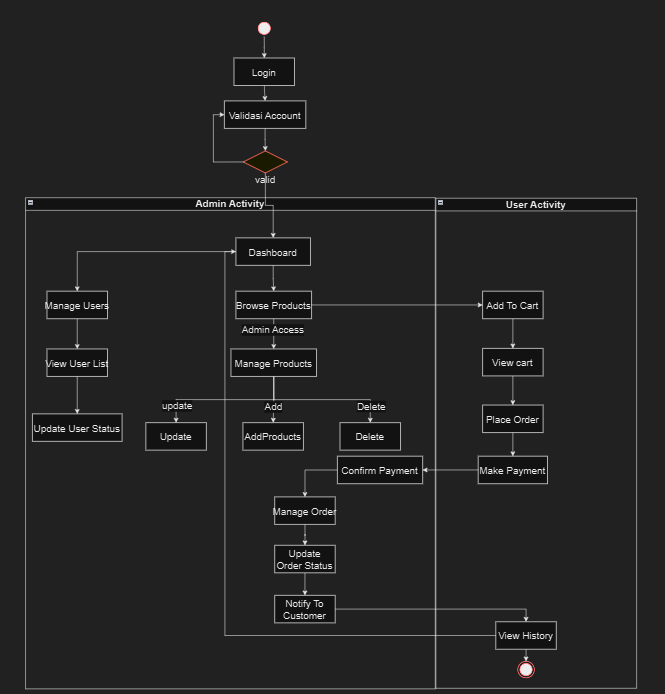 Login
Validasi Account
valid
Admin Activity
User Activity
Dashboard
Manage Users
Browse Products
Add To Cart
Admin Access
View User List
Manage Products
View cart
update
Add
Delete
Update User Status
Update
AddProducts
Delete
Place Order
Confirm Payment
Make Payment
Manage Order
Update
Order Status
Notify To
Customer
View History